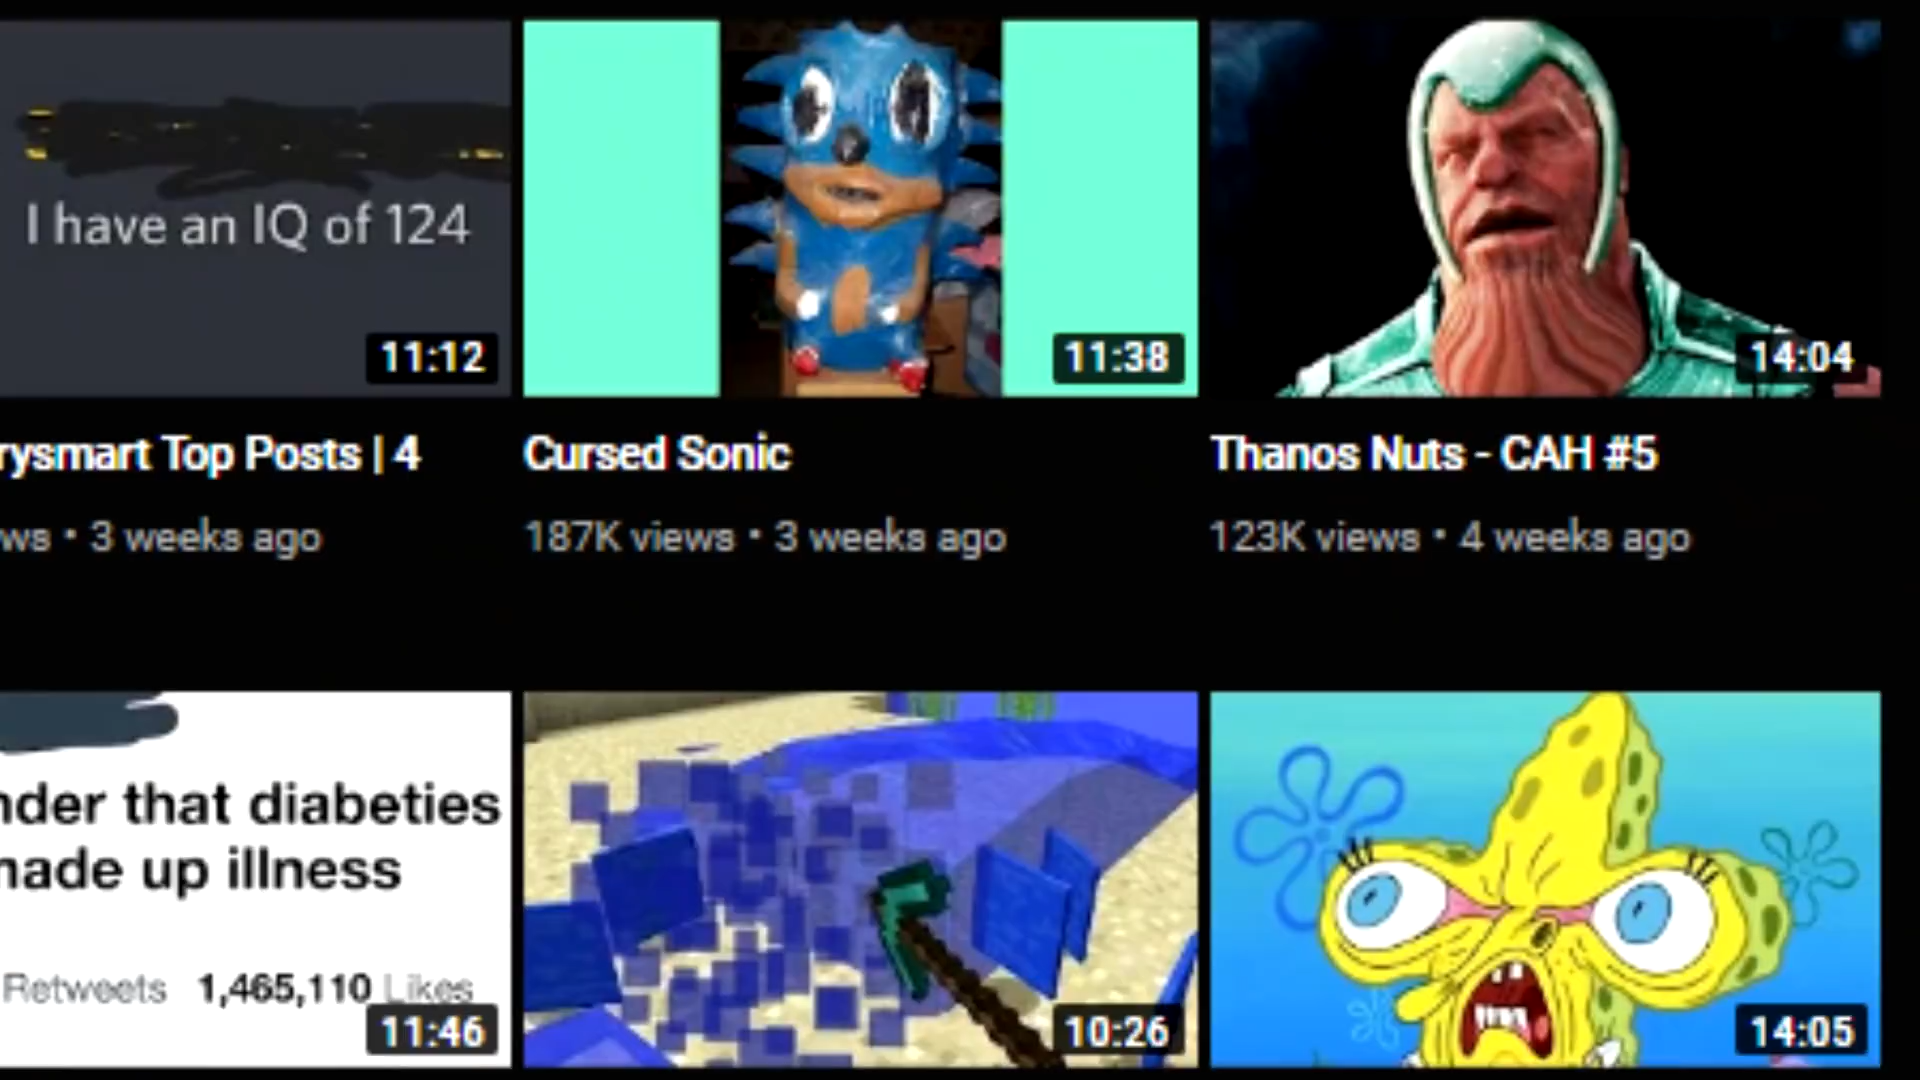 I have an IQ of 124
11:12
11:38
14:04
rysmart Top Posts | 4
Cursed Sonic
Thanos Nuts - CAH #5
ws • 3 weeks ago
187K views • 3 weeks ago
123K views • 4 weeks ago
nder that diabeties
made up illness
Retweets 1,465,110 Likes
11:46
10:26
14:05